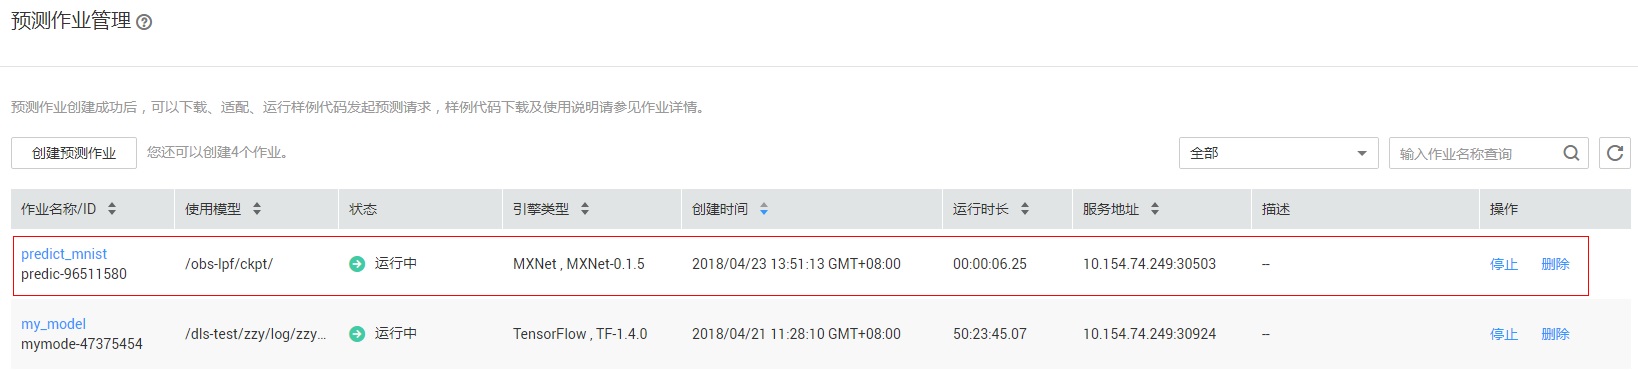 预测作业管理
预测作业创建成功后，可以下载、适配、运行样例代码发起预测请求，样例代码下载及使用说明请参见作业详情。
创建预测作业 您还可以创建4个作业。 全部 输入作业名称查询
作业名称/ID 使用模型 状态 引擎类型 创建时间 运行时长 服务地址 描述 操作
predict_mnist
predic-96511580 /obs-lpf/ckpt/ 运行中 MXNet , MXNet-0.1.5 2018/04/23 13:51:13 GMT+08:00 00:00:06.25 10.154.74.249:30503 -- 停止 删除
my_model
mymode-47375454 /dls-test/zzy/log/zzy... 运行中 TensorFlow , TF-1.4.0 2018/04/21 11:28:10 GMT+08:00 50:23:45.07 10.154.74.249:30924 -- 停止 删除